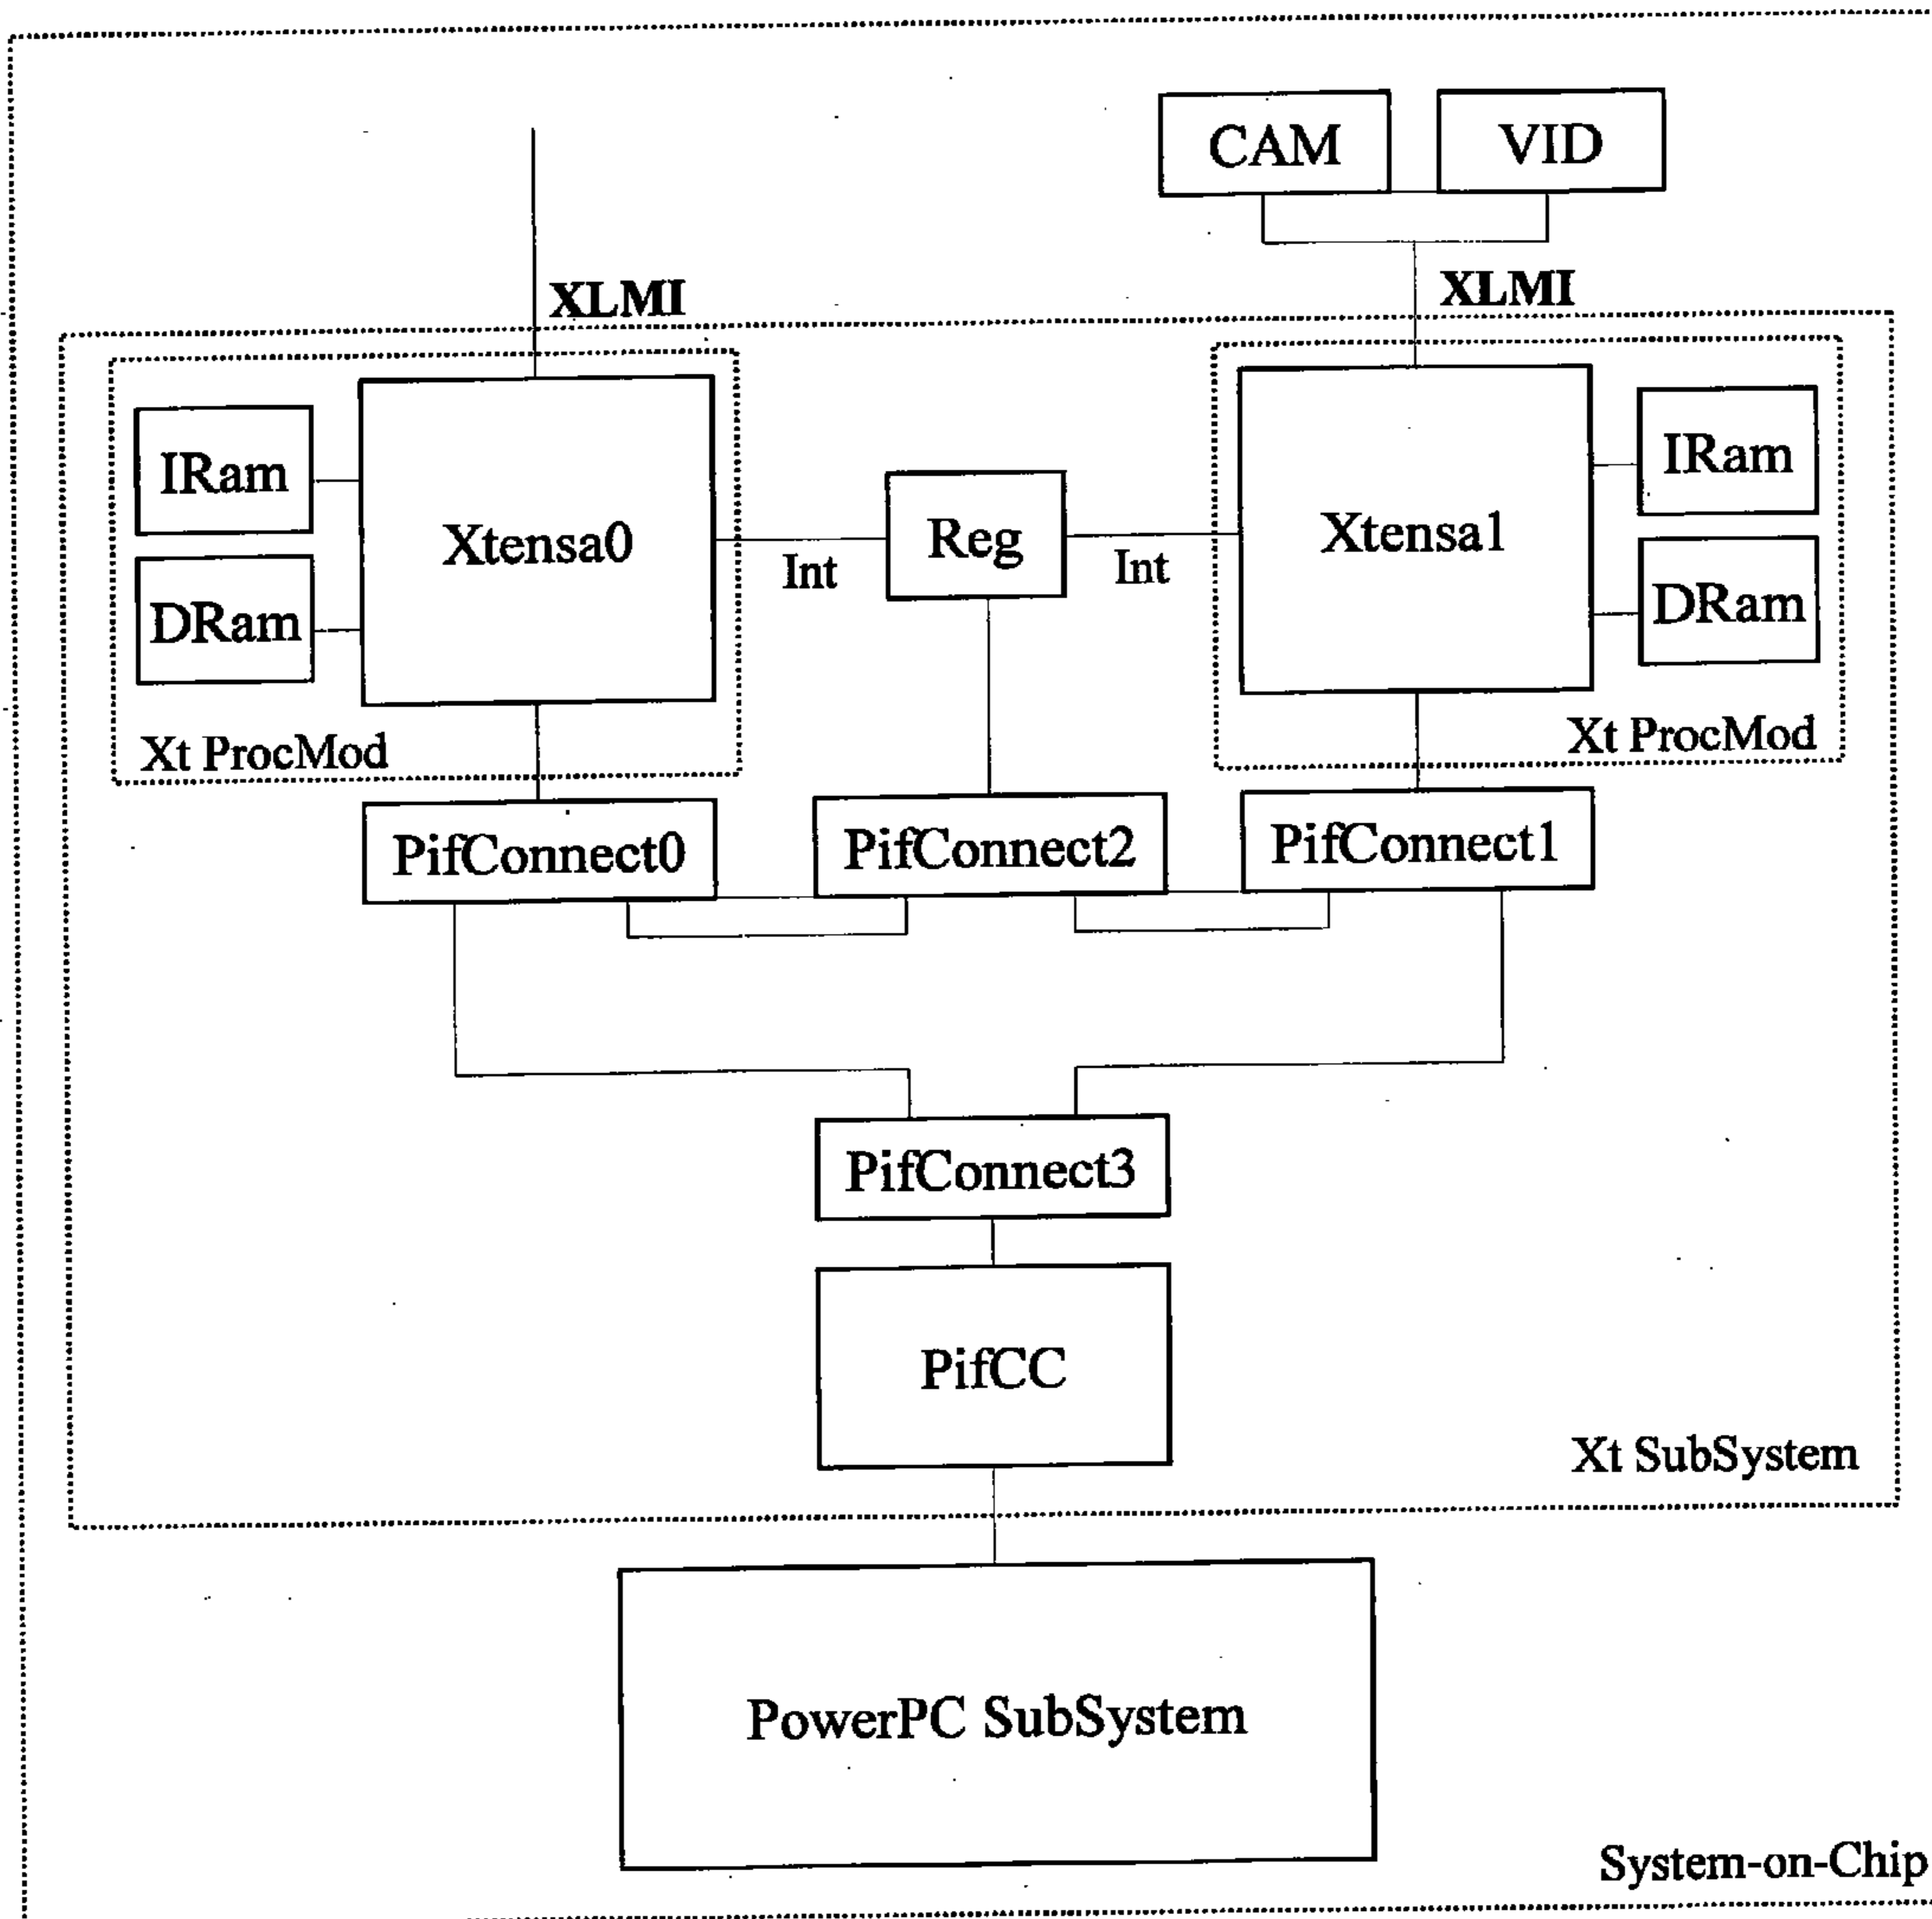 CAM
VID
XLMI
XLMI
IRam
DRam
Xtensa0
Xt ProcMod
Int
Reg
Int
Xtensa1
IRam
DRam
Xt ProcMod
PifConnect0
PifConnect2
PifConnect1
PifConnect3
PifCC
Xt SubSystem
PowerPC SubSystem
System-on-Chip